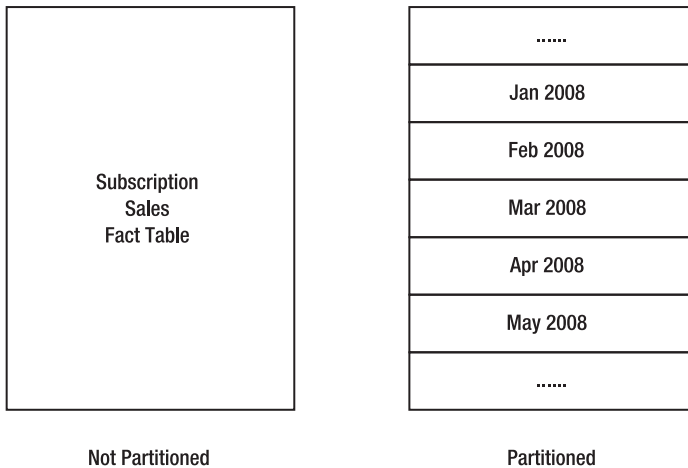 Subscription
Sales
Fact Table
Not Partitioned
......
Jan 2008
Feb 2008
Mar 2008
Apr 2008
May 2008
......
Partitioned